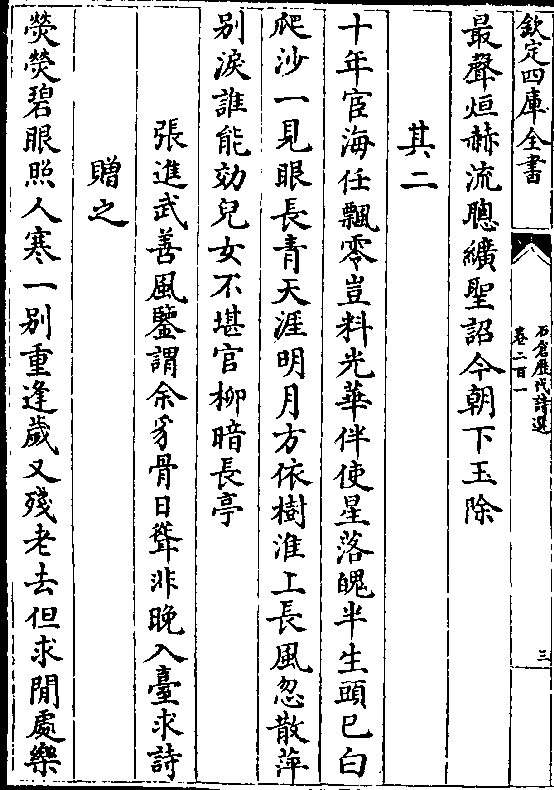 欽定四庫全書
石倉歴代詩選
卷二百一
三
最聲烜赫流聰纊聖詔今朝下玉除
其二
十年宦海任飄零豈料光華伴使星落魄半生頭已白
爬沙一見眼長青天涯明月方依樹淮上長風忽散萍
别淚誰能効兒女不堪官柳暗長亭
張進武善風鑒謂余豸骨日聳非晚入臺求詩
贈之
熒熒碧眼照人寒一别重逢嵗又殘老去但求閒處樂